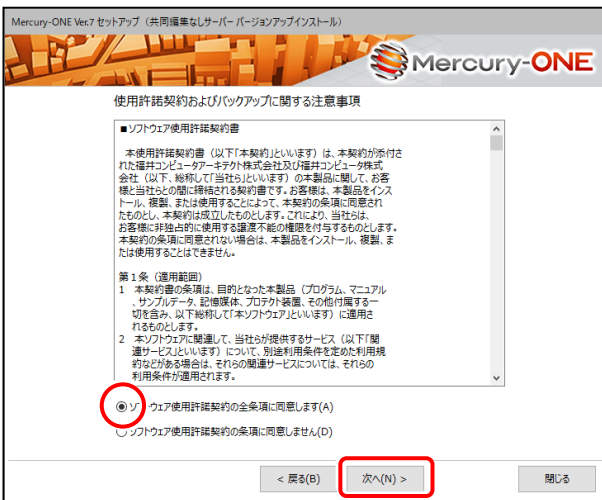 Mercury-ONE Ver.7 セットアップ（共同編集なしサーバー バージョンアップインストール）
Mercury-ONE
使用許諾契約およびバックアップに関する注意事項
■ソフトウェア使用許諾契約書
本使用許諾契約書（以下「本契約」といいます）は、本契約が添付さ
れた福井コンピュータアーキテクト株式会社及び福井コンピュータ株式
会社（以下、総称して「当社ら」といいます）の本製品に関して、お客
様と当社らとの間に締結される契約書です。お客様は、本製品をインス
トール、複製、または使用することによって、本契約の条項に同意され
たものとし、本契約は成立したものとします。これにより、当社らは、
お客様に非独占的に使用する譲渡不能の権限を付与するものとします。
本契約の条項に同意されない場合は、本製品をインストール、複製、ま
たは使用することはできません。
第１条（適用範囲）
1 本契約書の条項は、目的となった本製品（プログラム、マニュアル
、サンプルデータ、記憶媒体、プロテクト装置、その他付属する一
切を含み、以下総称して「本ソフトウェア」といいます）に適用さ
れるものとします。
2 本ソフトウェアに関連して、当社らが提供するサービス（以下「関
連サービス」といいます）について、別途利用条件を定めた利用規
約などがある場合は、それらの関連サービスについては、それらの
利用条件が適用されます。
ソフトウェア使用許諾契約の全条項に同意します(A)
ソフトウェア使用許諾契約の条項に同意しません(D)
< 戻る(B)
次へ(N) >
閉じる